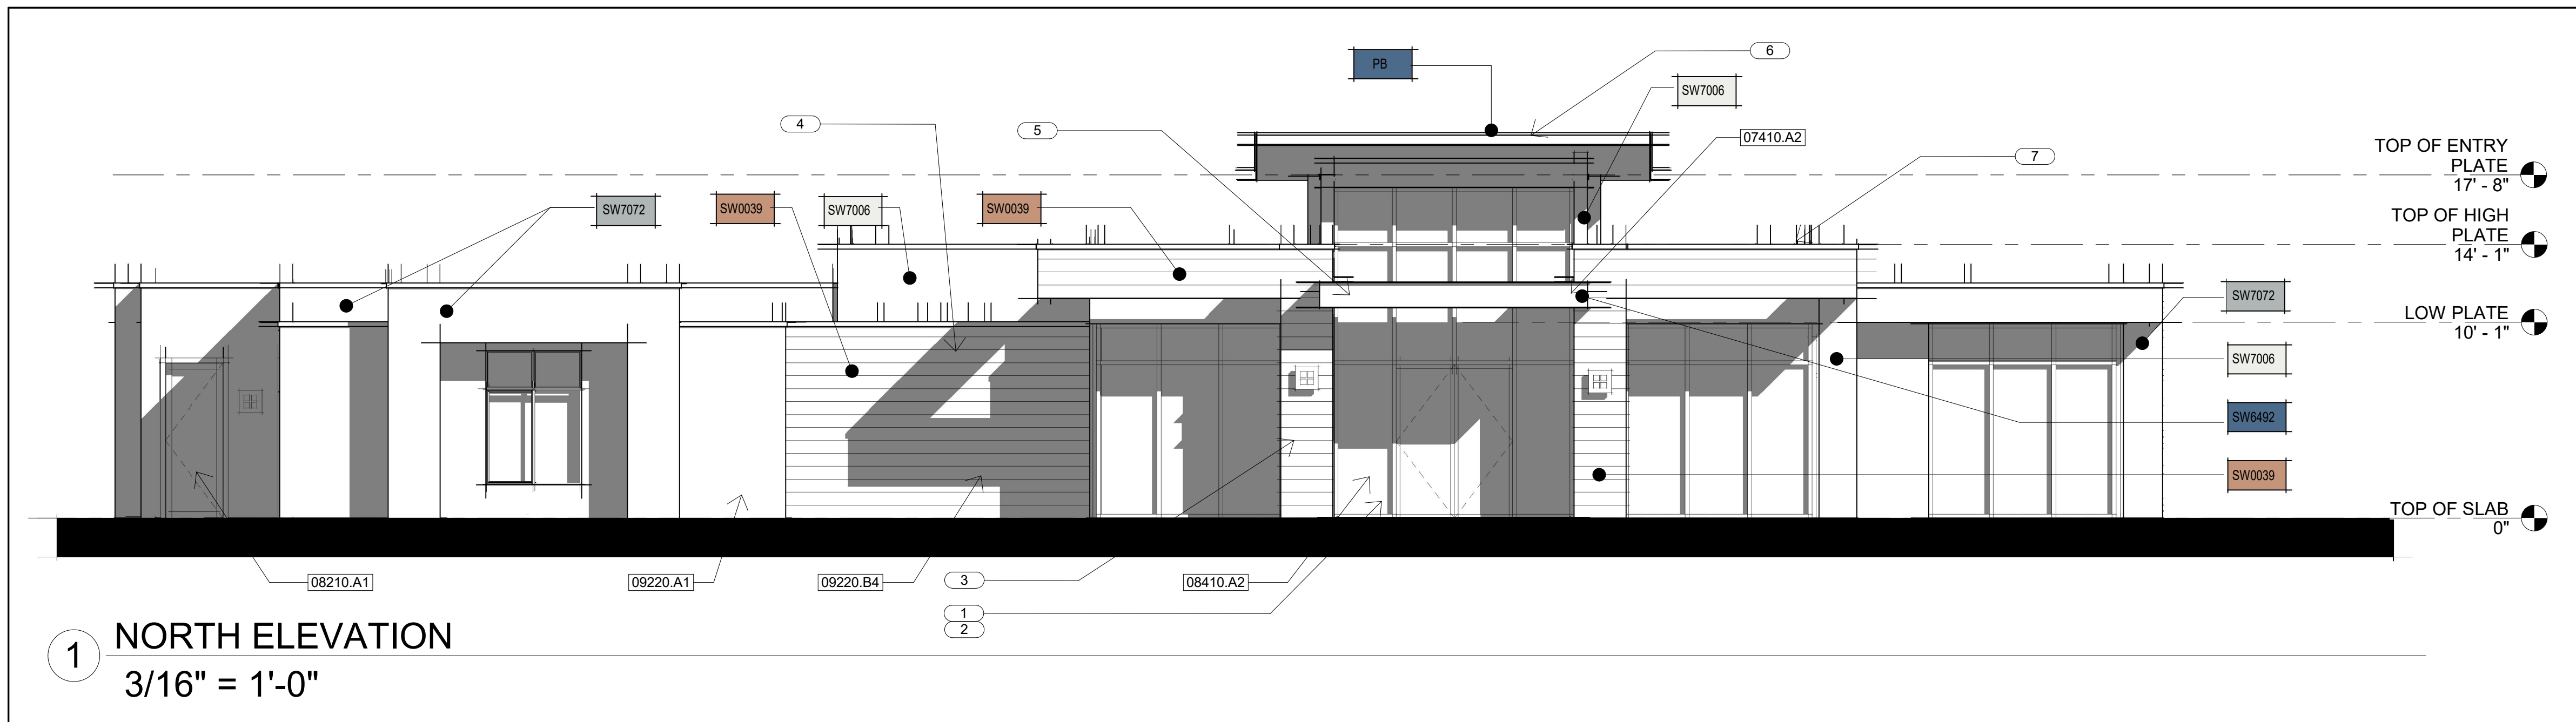 PB
6
SW7006
4
5
07410.A2
7
TOP OF ENTRY
PLATE
17' - 8"
SW7072
SW0039
SW7006
SW0039
TOP OF HIGH
PLATE
14' - 1"
SW7072
LOW PLATE
10' - 1"
SW7006
SW6492
SW0039
TOP OF SLAB
0"
08210.A1
09220.A1
09220.B4
3
08410.A2
1
2
1
NORTH ELEVATION
3/16" = 1'-0"